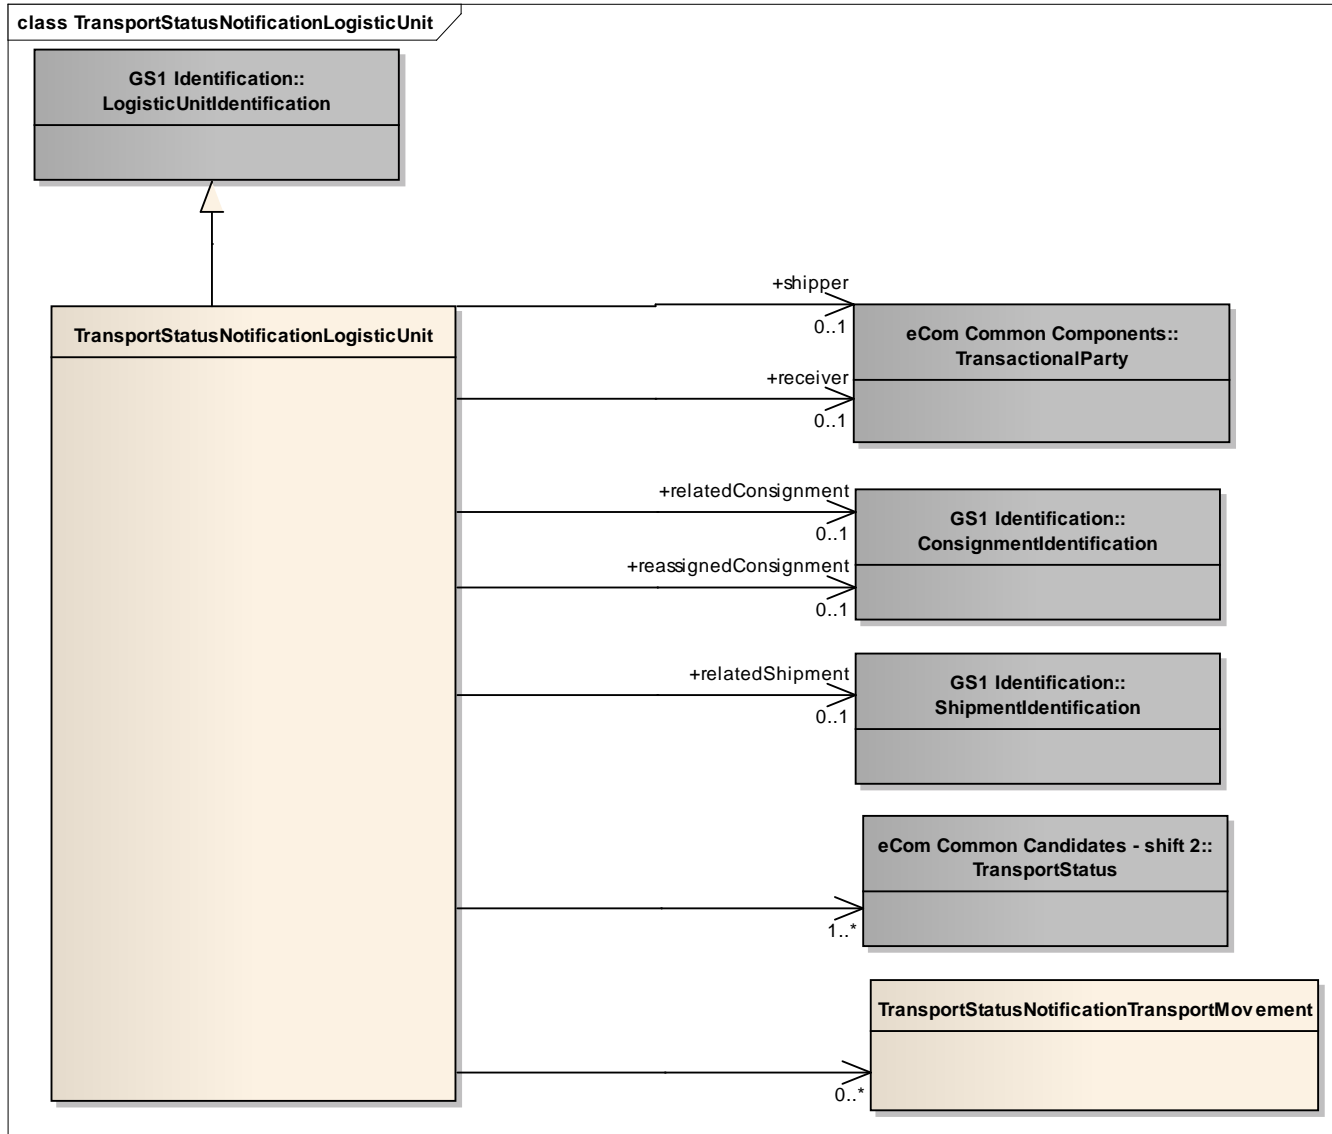 class TransportStatusNotificationLogisticUnit
GS1 Identification::
LogisticUnitIdentification
TransportStatusNotificationLogisticUnit
+shipper
0..1
eCom Common Components::
TransactionalParty
+receiver
0..1
+relatedConsignment
0..1
GS1 Identification::
ConsignmentIdentification
+reassignedConsignment
0..1
+relatedShipment
0..1
GS1 Identification::
ShipmentIdentification
eCom Common Candidates - shift 2::
TransportStatus
1..*
TransportStatusNotificationTransportMovement
0..*